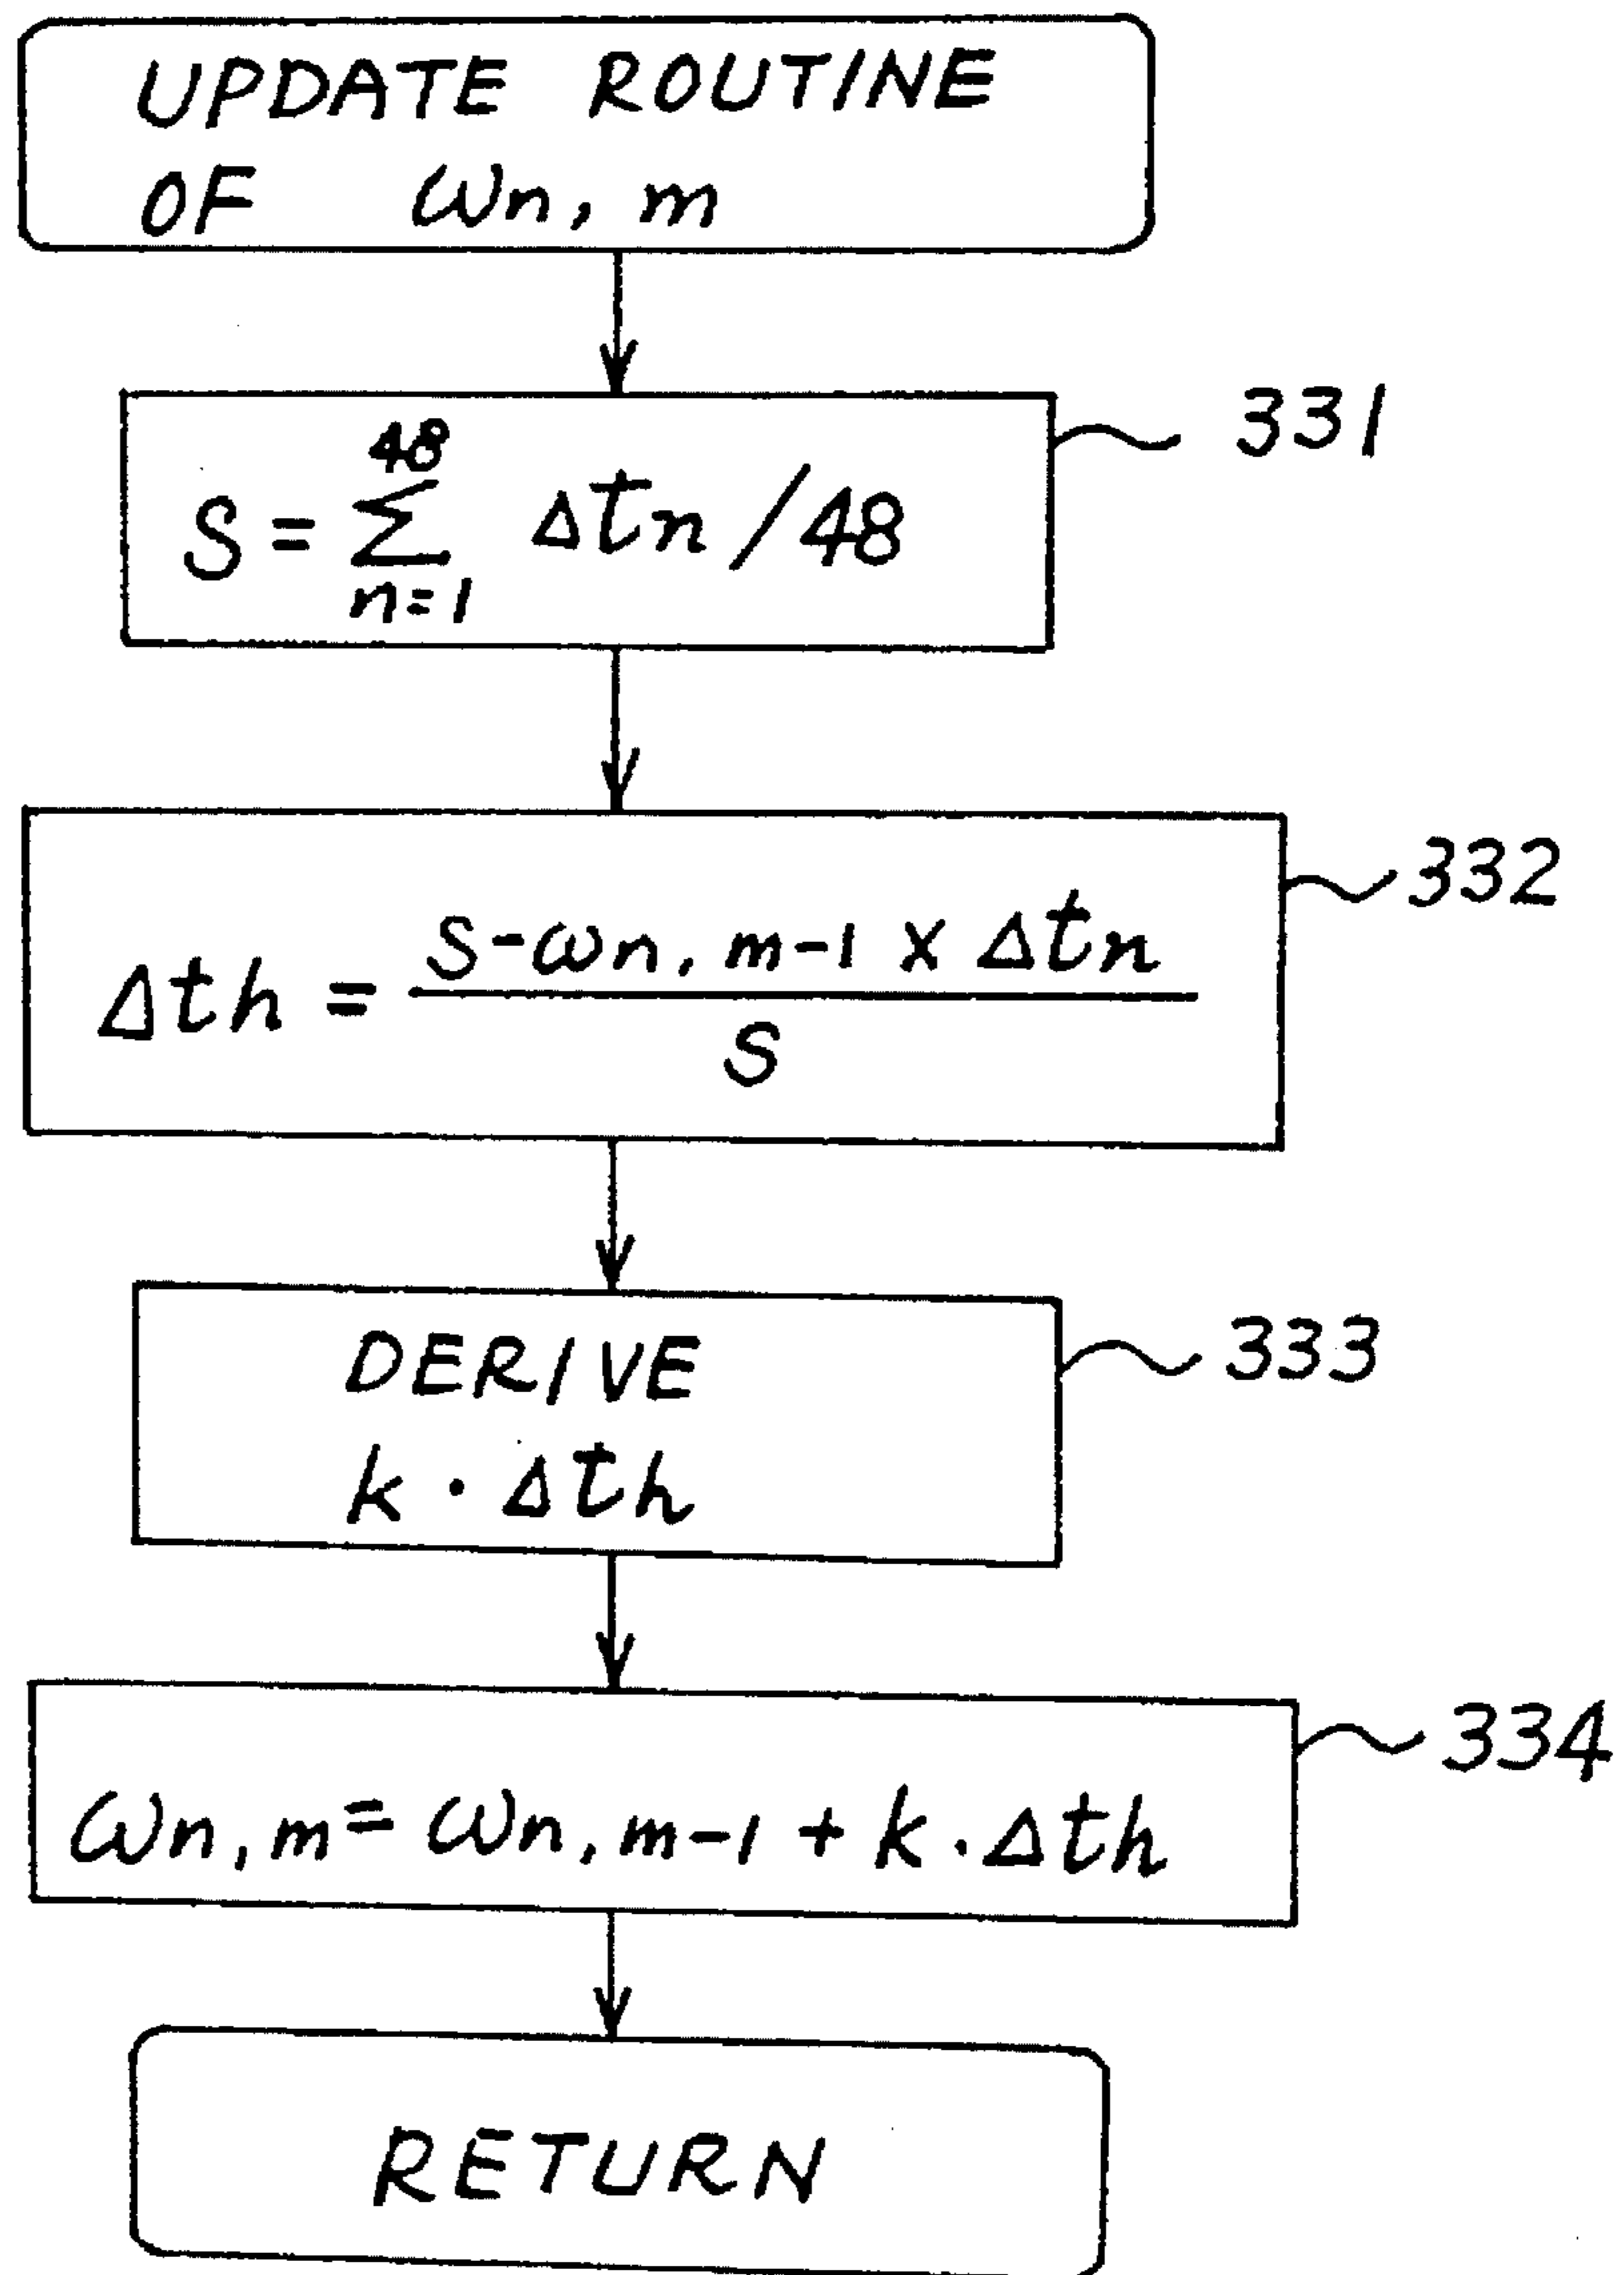 UPDATE ROUTINE
OF ωn, m
331
48
S = Σ Δtn /48
n=1
332
S-ωn, m-1 × Δtn
Δth =
S
333
DERIVE
k · Δth
334
ωn, m = ωn, m-1 + k · Δth
RETURN